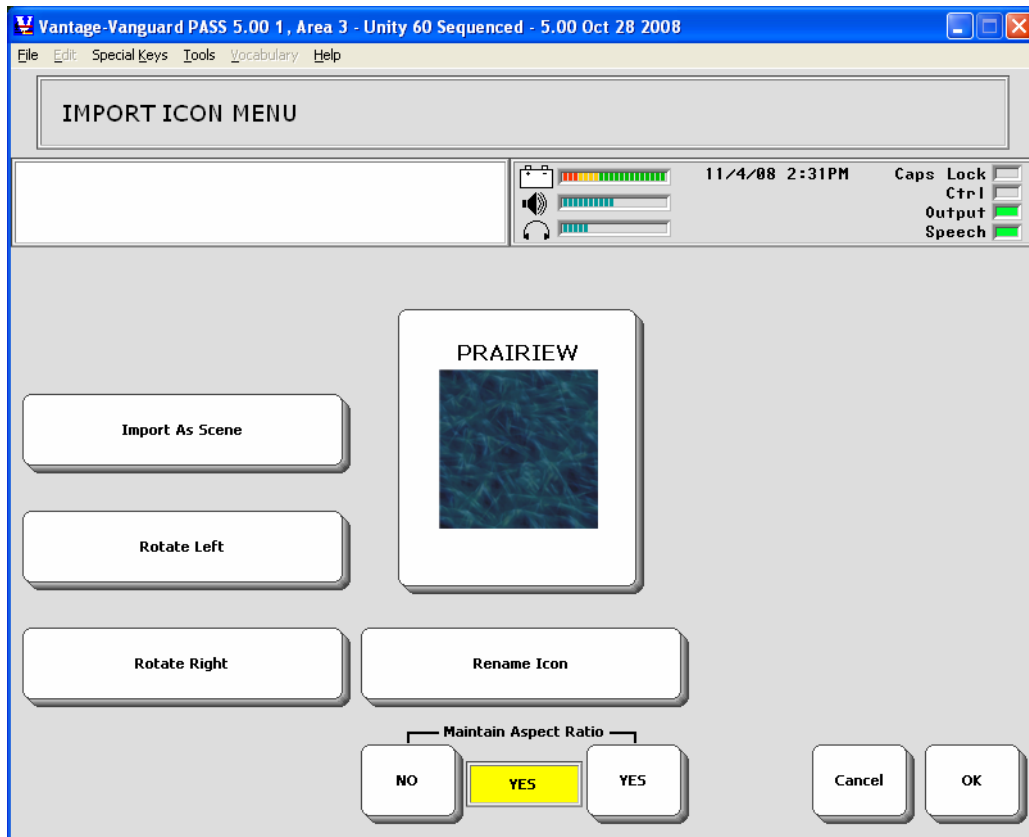 Vantage-Vanguard PASS 5.00 1, Area 3 - Unity 60 Sequenced - 5.00 Oct 28 2008
File Edit Special Keys Tools Vocabulary Help
IMPORT ICON MENU
11/4/08 2:31PM Caps Lock
Ctrl
Output
Speech
PRAIRIEW
Import As Scene
Rotate Left
Rotate Right Rename Icon
Maintain Aspect Ratio
NO YES YES Cancel OK